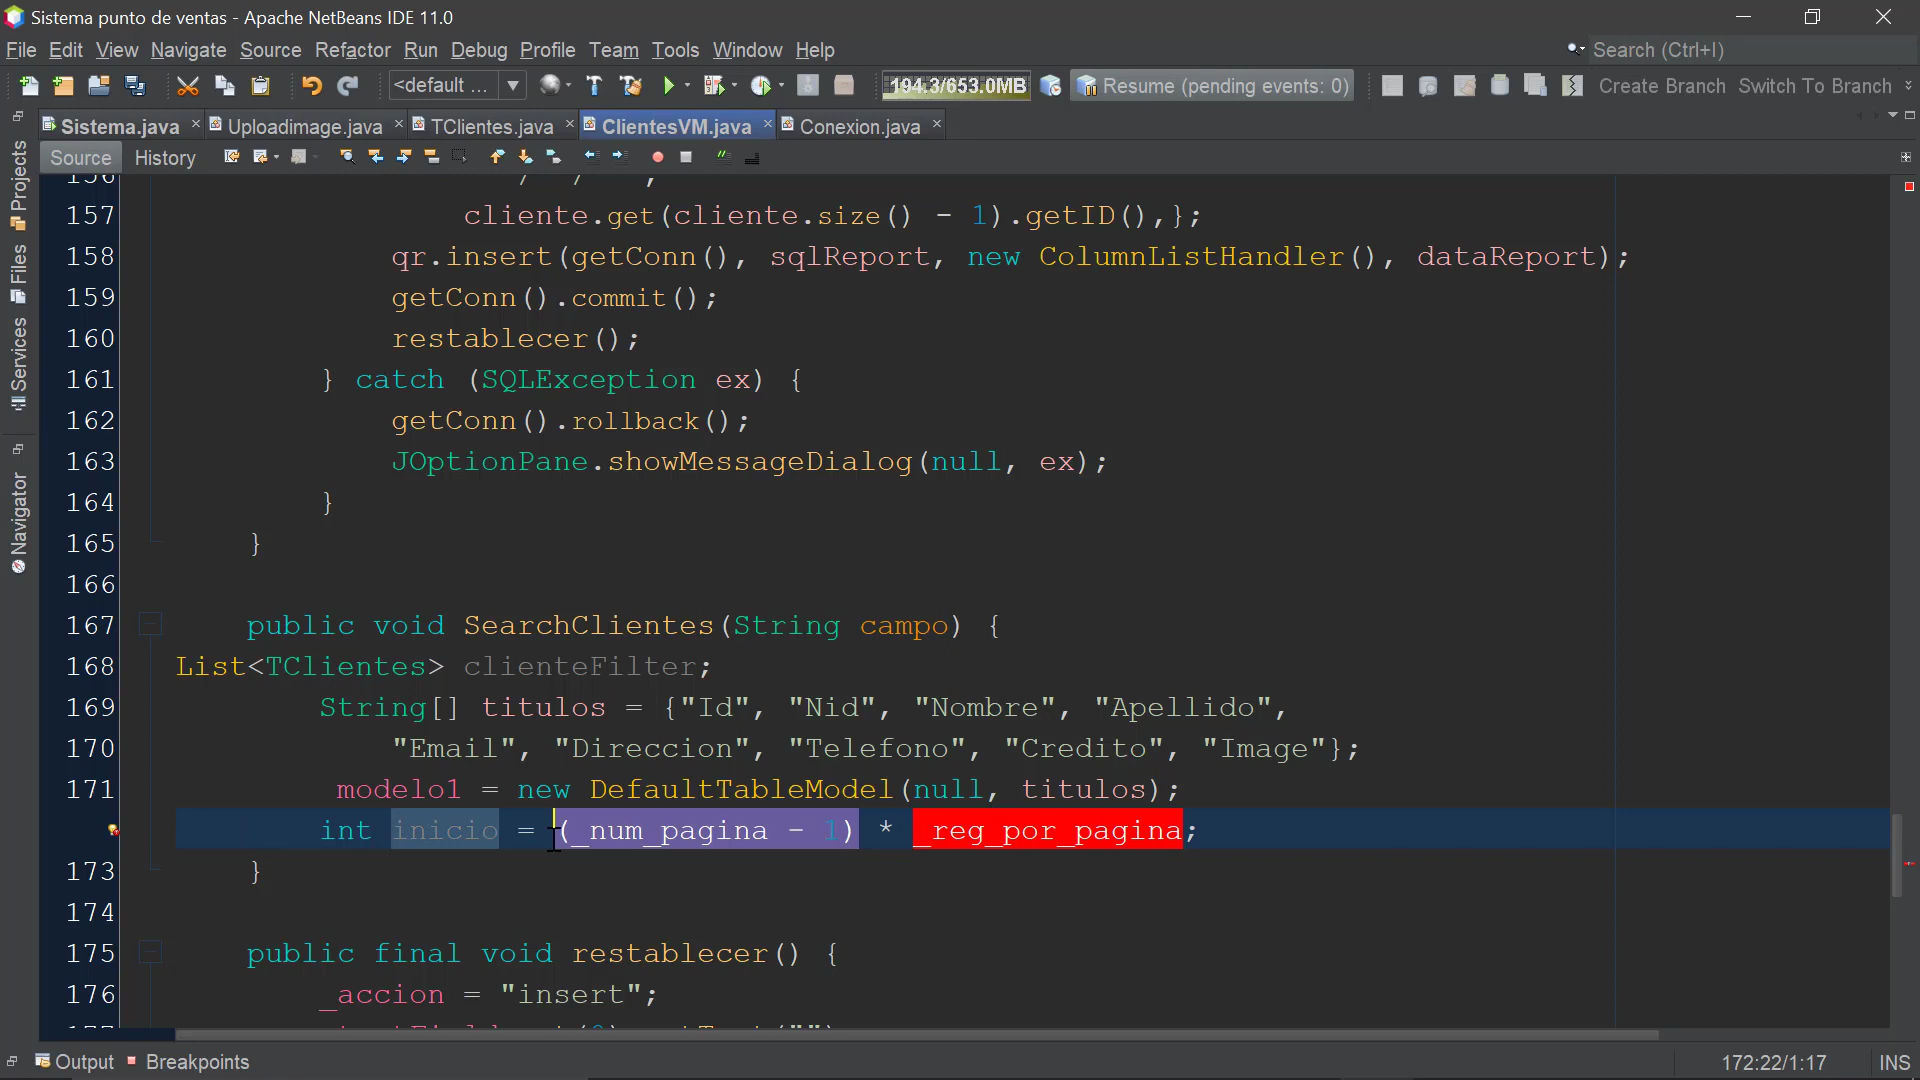 Sistema punto de ventas - Apache NetBeans IDE 11.0
File Edit View Navigate Source Refactor Run Debug Profile Team Tools Window Help
Search (Ctrl+I)
<default ...
194.3/653.0MB
Resume (pending events: 0)
Create Branch Switch To Branch
Sistema.java
Uploadimage.java
TClientes.java
ClientesVM.java
Conexion.java
Source History
Projects
Files
Services
Navigator
157 cliente.get(cliente.size() - 1).getID(),};
158 qr.insert(getConn(), sqlReport, new ColumnListHandler(), dataReport);
159 getConn().commit();
160 restablecer();
161 } catch (SQLException ex) {
162 getConn().rollback();
163 JOptionPane.showMessageDialog(null, ex);
164 }
165 }
166
167 public void SearchClientes(String campo) {
168 List<TClientes> clienteFilter;
169 String[] titulos = {"Id", "Nid", "Nombre", "Apellido",
170 "Email", "Direccion", "Telefono", "Credito", "Image"};
171 modelo1 = new DefaultTableModel(null, titulos);
int inicio = (_num_pagina - 1) * _reg_por_pagina;
173 }
174
175 public final void restablecer() {
176 _accion = "insert";
Output Breakpoints
172:22/1:17 INS